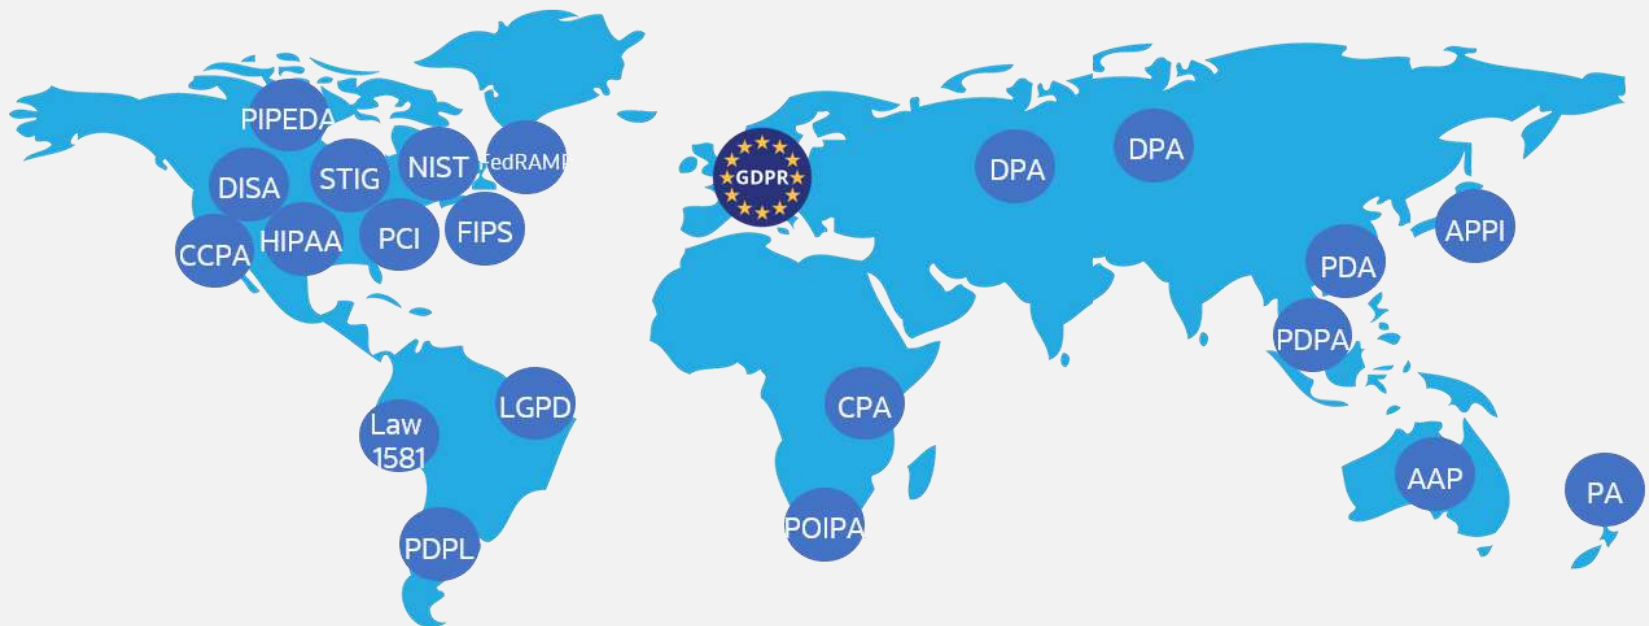 PIPEDA
DISA
STIG
NIST
FedRAMP
CCPA
HIPAA
PCI
FIPS
GDPR
DPA
DPA
APPI
PDA
PDPA
LGPD
Law
1581
CPA
AAP
PA
POIPA
PDPL